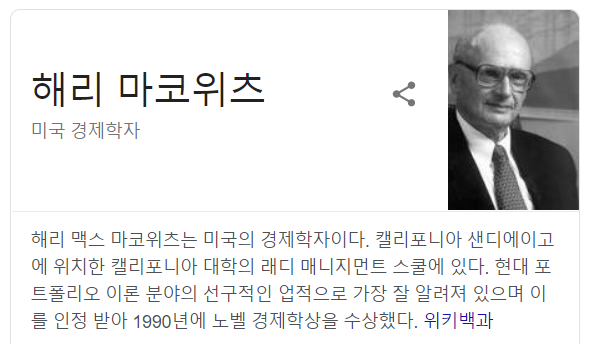 해리 마코위츠
미국 경제학자
해리 맥스 마코위츠는 미국의 경제학자이다. 캘리포니아 샌디에이고
에 위치한 캘리포니아 대학의 래디 매니지먼트 스쿨에 있다. 현대 포
트폴리오 이론 분야의 선구적인 업적으로 가장 잘 알려져 있으며 이
를 인정 받아 1990년에 노벨 경제학상을 수상했다. 위키백과